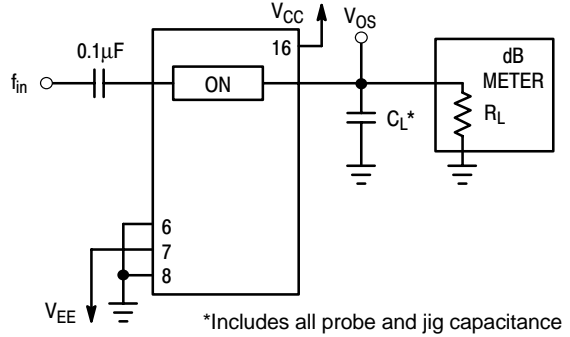 V_CC
V_OS
16
0.1μF
dB
METER
f_in
ON
C_L*
R_L
6
7
8
V_EE
*Includes all probe and jig capacitance